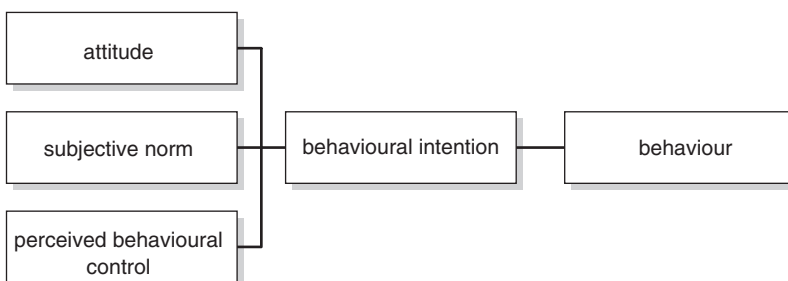 attitude
subjective norm
behavioural intention
behaviour
perceived behavioural
control